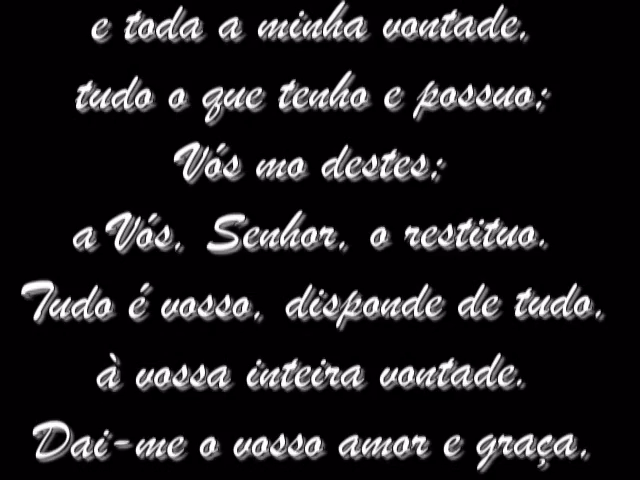 e toda a minha vontade,
tudo o que tenho e possuo;
Vós mo destes;
a Vós, Senhor, o restituo.
Tudo é vosso, disponde de tudo,
à vossa inteira vontade.
Dai-me o vosso amor e graça,